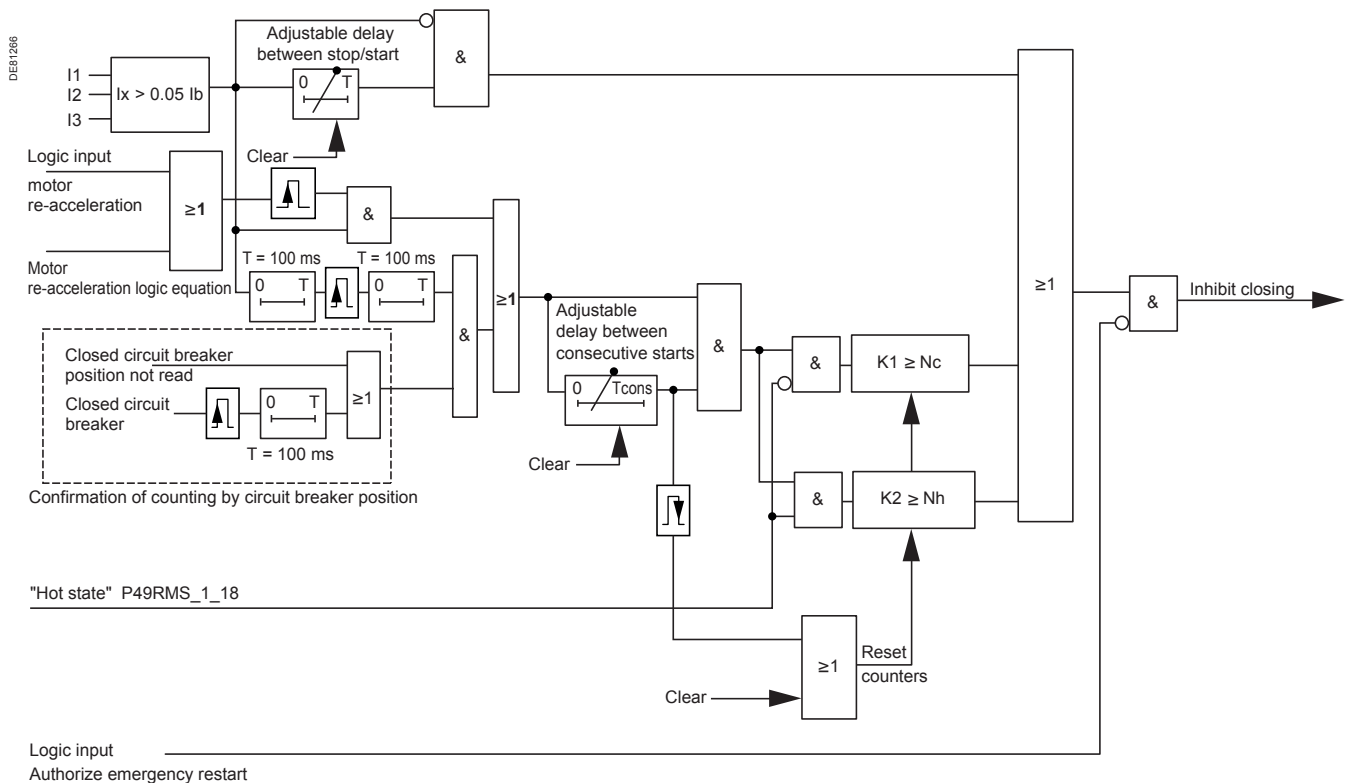 DE81266
Adjustable delay
between stop/start
&
I1
I2
I3
Ix > 0.05 Ib
0 T
Clear
Logic input
motor
re-acceleration
≥1
&
Motor
re-acceleration logic equation
T = 100 ms
T = 100 ms
0 T
0 T
&
≥1
Adjustable
delay between
consecutive starts
0 Tcons
Clear
&
&
K1 ≥ Nc
≥1
&
Inhibit closing
Closed circuit breaker
position not read
Closed circuit
breaker
0 T
≥1
T = 100 ms
Confirmation of counting by circuit breaker position
&
K2 ≥ Nh
"Hot state" P49RMS_1_18
≥1
Reset
counters
Clear
Logic input
Authorize emergency restart